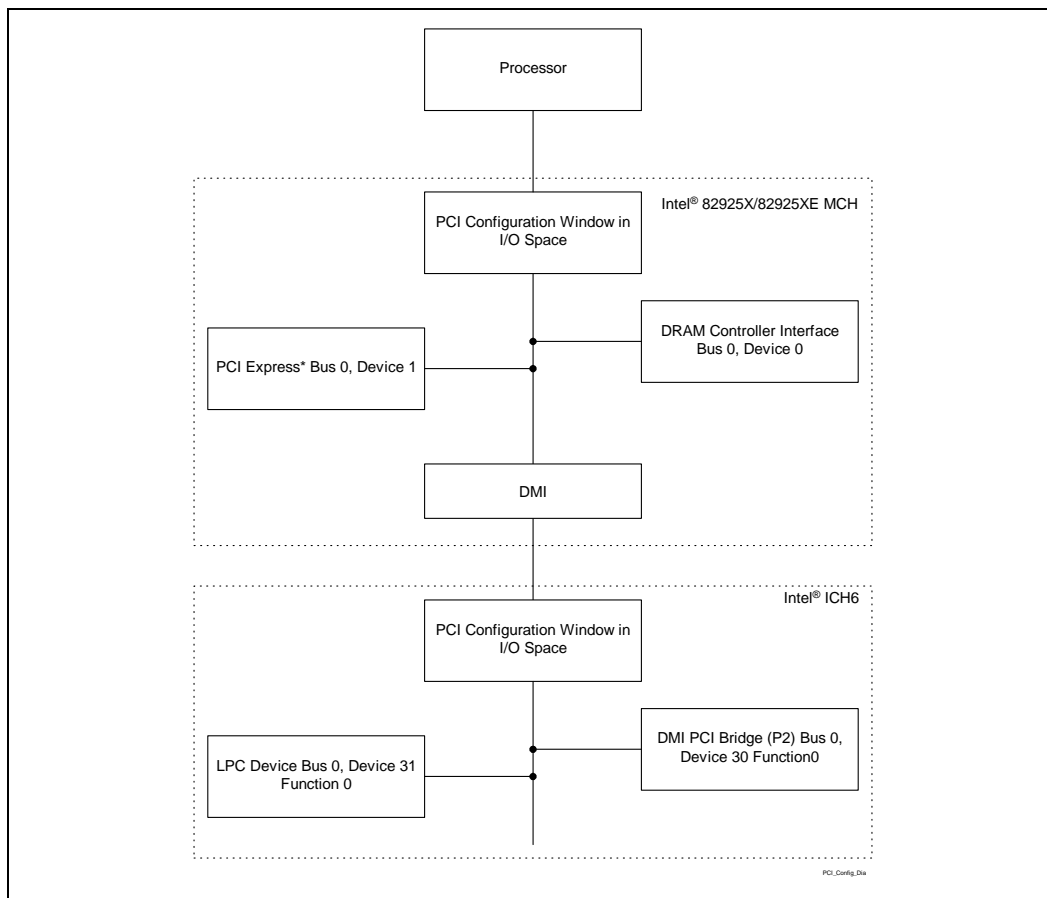 Processor
Intel® 82925X/82925XE MCH
PCI Configuration Window in
I/O Space
DRAM Controller Interface
Bus 0, Device 0
PCI Express* Bus 0, Device 1
DMI
Intel® ICH6
PCI Configuration Window in
I/O Space
DMI PCI Bridge (P2) Bus 0,
Device 30 Function0
LPC Device Bus 0, Device 31
Function 0
PCI_Config_Dia